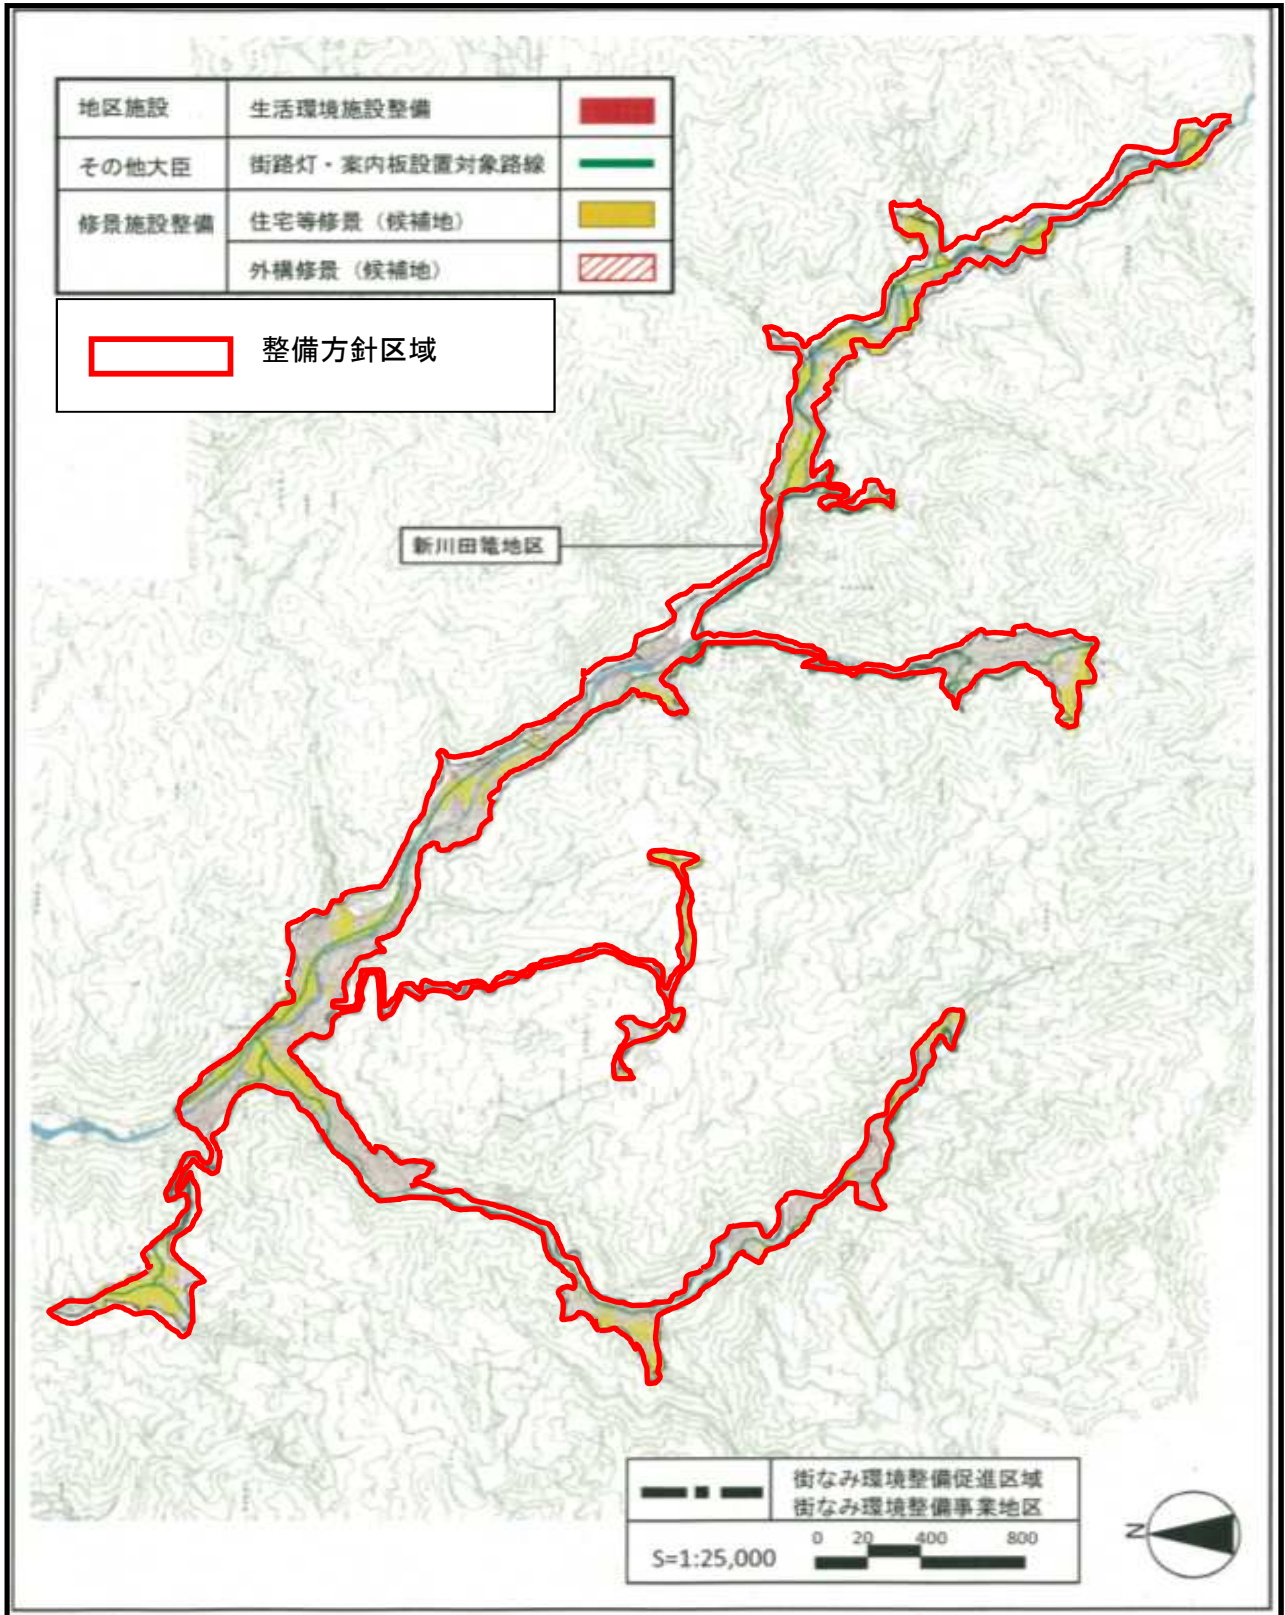 地区施設 生活環境施設整備
その他大臣 街路灯・案内板設置対象路線
修景施設整備 住宅等修景（候補地）
外構修景（候補地）
整備方針区域
新川田篭地区
街なみ環境整備促進区域
街なみ環境整備事業地区
0 20 400 800
S=1:25,000
N